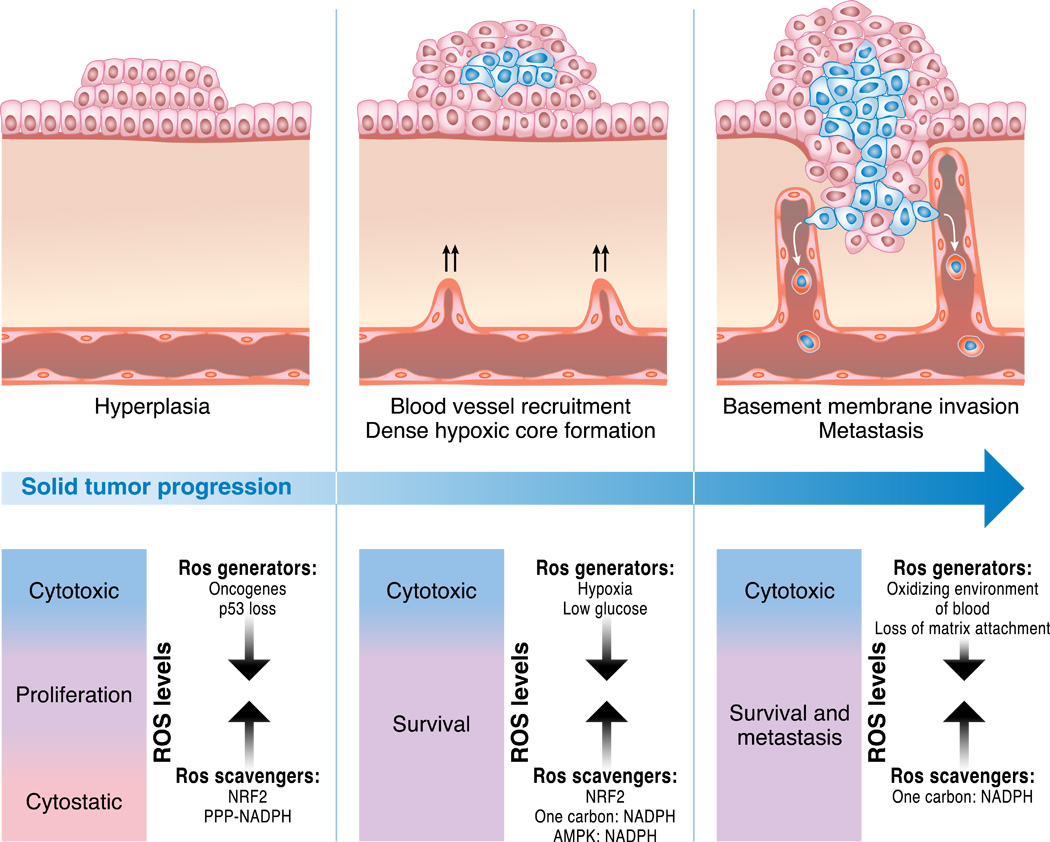 Hyperplasia
Blood vessel recruitment
Dense hypoxic core formation
Basement membrane invasion
Metastasis
Solid tumor progression
Cytotoxic
Proliferation
Cytostatic
ROS levels
Ros generators:
Oncogenes
p53 loss
Ros scavengers:
NRF2
PPP-NADPH
Cytotoxic
Survival
ROS levels
Ros generators:
Hypoxia
Low glucose
Ros scavengers:
NRF2
One carbon: NADPH
AMPK: NADPH
Cytotoxic
Survival and
metastasis
ROS levels
Ros generators:
Oxidizing environment
of blood
Loss of matrix attachment
Ros scavengers:
One carbon: NADPH